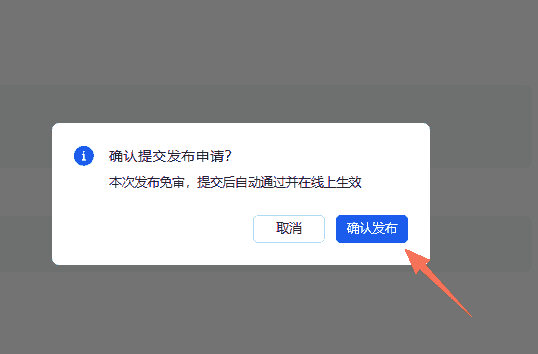 确认提交发布申请？
本次发布免审，提交后自动通过并在线上生效
取消
确认发布